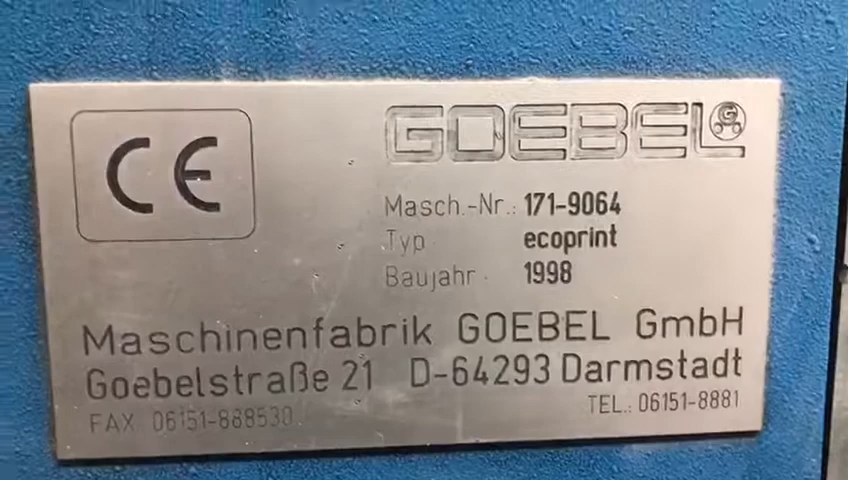 CE
GOEBEL G
Masch.-Nr.: 171-9064
Typ ecoprint
Baujahr 1998
Maschinenfabrik GOEBEL GmbH
Goebelstraße 21 D-64293 Darmstadt
FAX 06151-888530
TEL.: 06151-8881